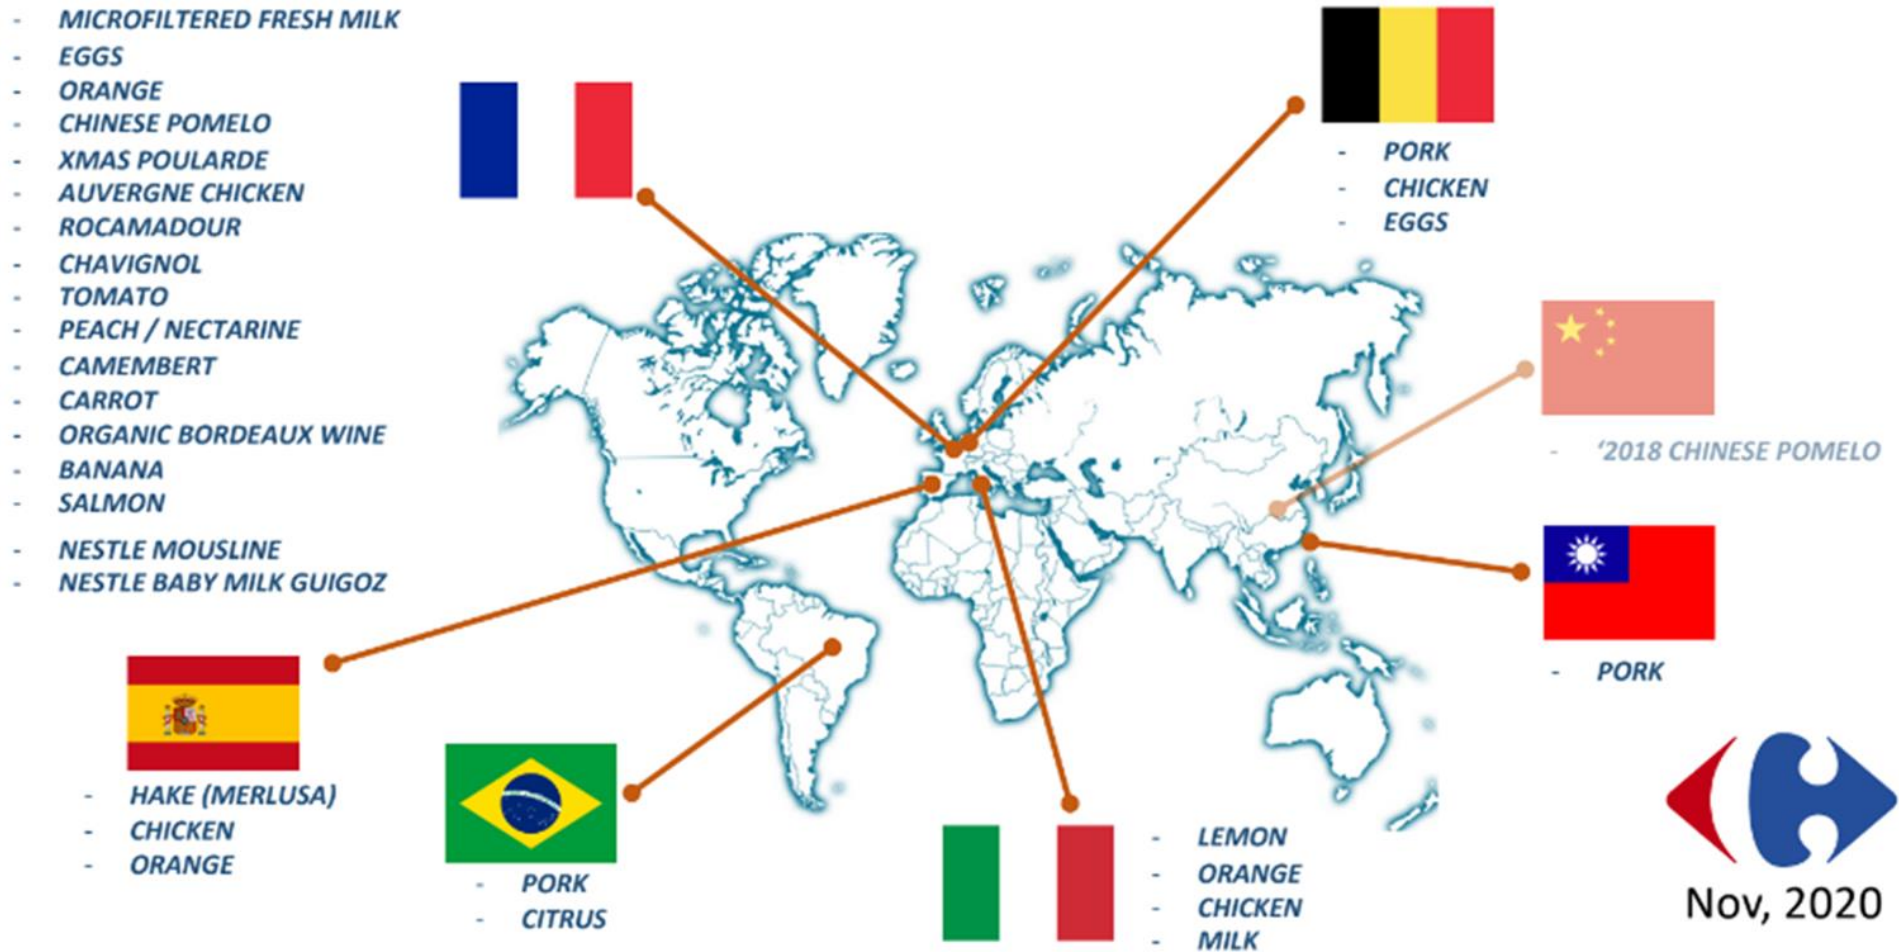 - MICROFILTERED FRESH MILK
- EGGS
- ORANGE
- CHINESE POMELO
- XMAS POULARDE
- AUVERGNE CHICKEN
- ROCAMADOUR
- CHAVIGNOL
- TOMATO
- PEACH / NECTARINE
- CAMEMBERT
- CARROT
- ORGANIC BORDEAUX WINE
- BANANA
- SALMON
- NESTLE MOUSLINE
- NESTLE BABY MILK GUIGOZ
- PORK
- CHICKEN
- EGGS
- ‘2018 CHINESE POMELO
- PORK
- HAKE (MERLUSA)
- CHICKEN
- ORANGE
- PORK
- CITRUS
- LEMON
- ORANGE
- CHICKEN
- MILK
Nov, 2020